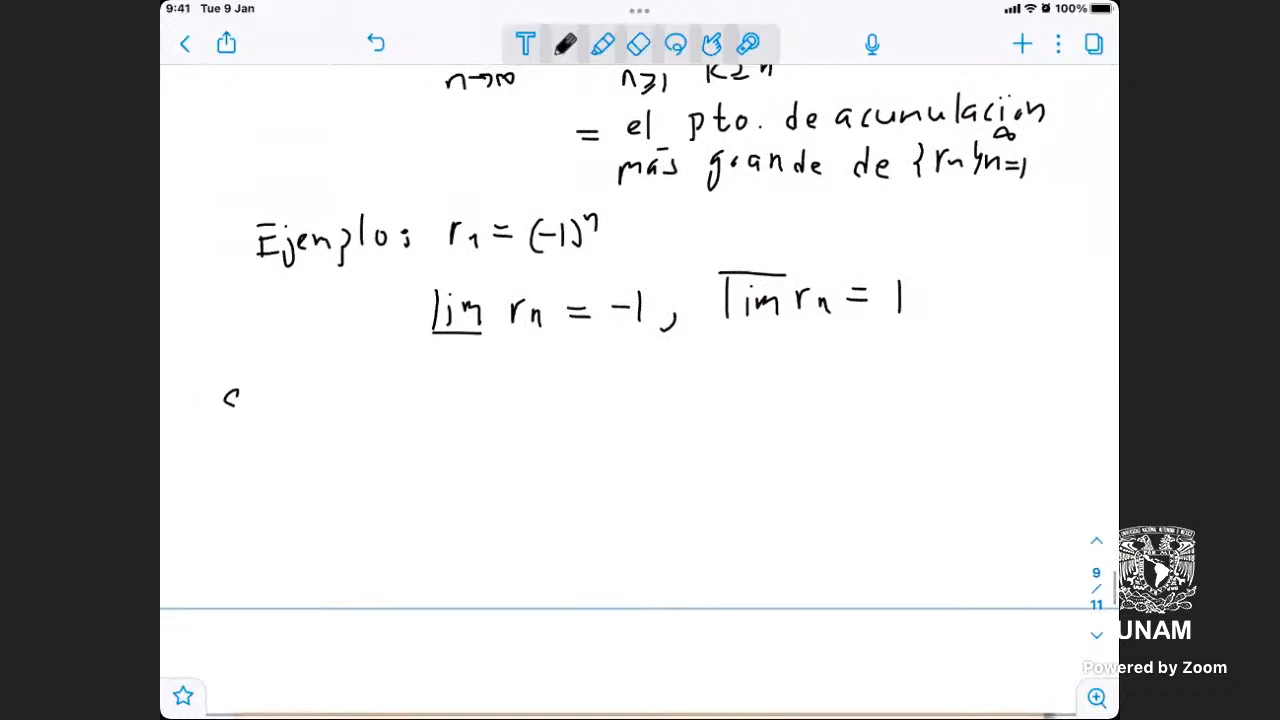 9:41 Tue 9 Jan 100%
n→∞ n≥1 k≥n
= el pto. de acumulación
más grande de {rn}n=1 ∞
Ejemplo: rn = (-1)^n
lim rn = -1, lim rn = 1
S
9
/
11
UNAM
Powered by Zoom